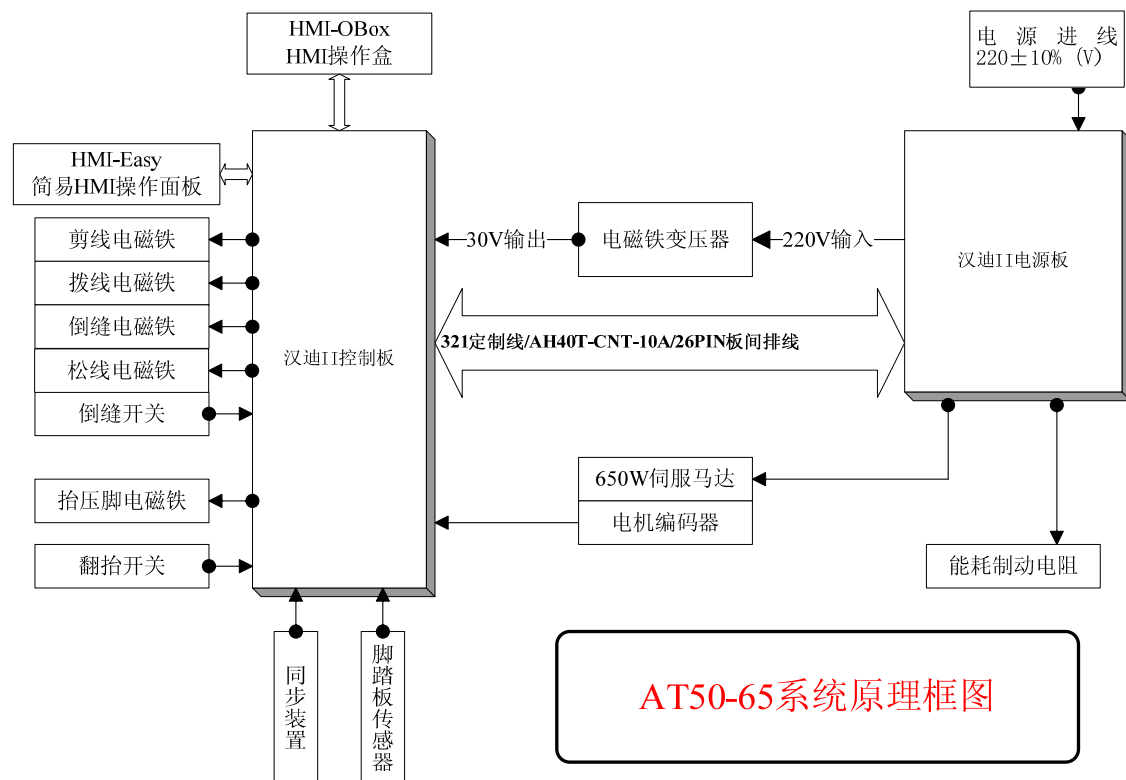 HMI-OBox
HMI操作盒
电 源 进 线
220±10% (V)
HMI-Easy
简易HMI操作面板
剪线电磁铁
拨线电磁铁
倒缝电磁铁
松线电磁铁
倒缝开关
抬压脚电磁铁
翻抬开关
汉迪II控制板
30V输出
电磁铁变压器
220V输入
汉迪II电源板
321定制线/AH40T-CNT-10A/26PIN板间排线
650W伺服马达
电机编码器
能耗制动电阻
同步装置
脚踏板传感器
AT50-65系统原理框图